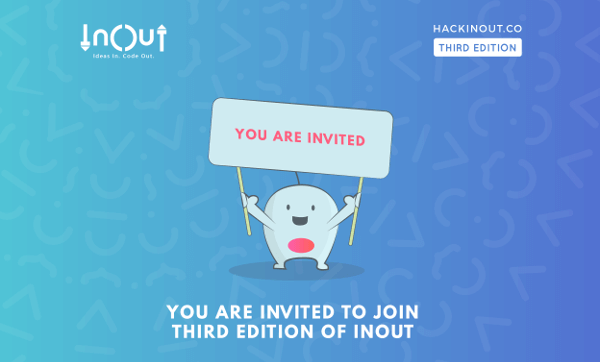 InOut
Ideas In. Code Out.
HACKINOUT.CO
THIRD EDITION
YOU ARE INVITED
YOU ARE INVITED TO JOIN
THIRD EDITION OF INOUT